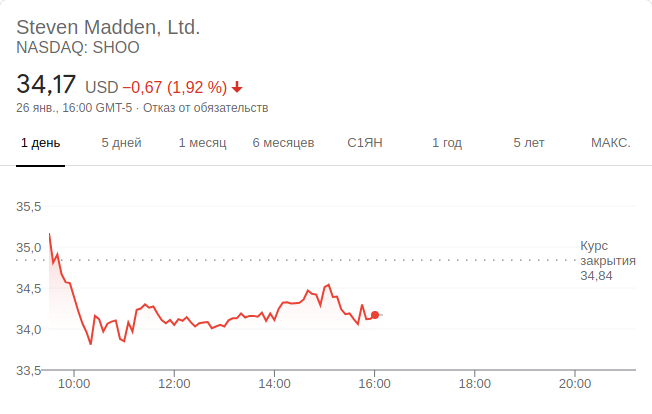 Steven Madden, Ltd.
NASDAQ: SHOO
34,17 USD −0,67 (1,92 %)
26 янв., 16:00 GMT-5 · Отказ от обязательств
1 день 5 дней 1 месяц 6 месяцев С1ЯН 1 год 5 лет МАКС.
35,5
35,0
34,5
34,0
33,5
Курс
закрытия
34,84
10:00 12:00 14:00 16:00 18:00 20:00